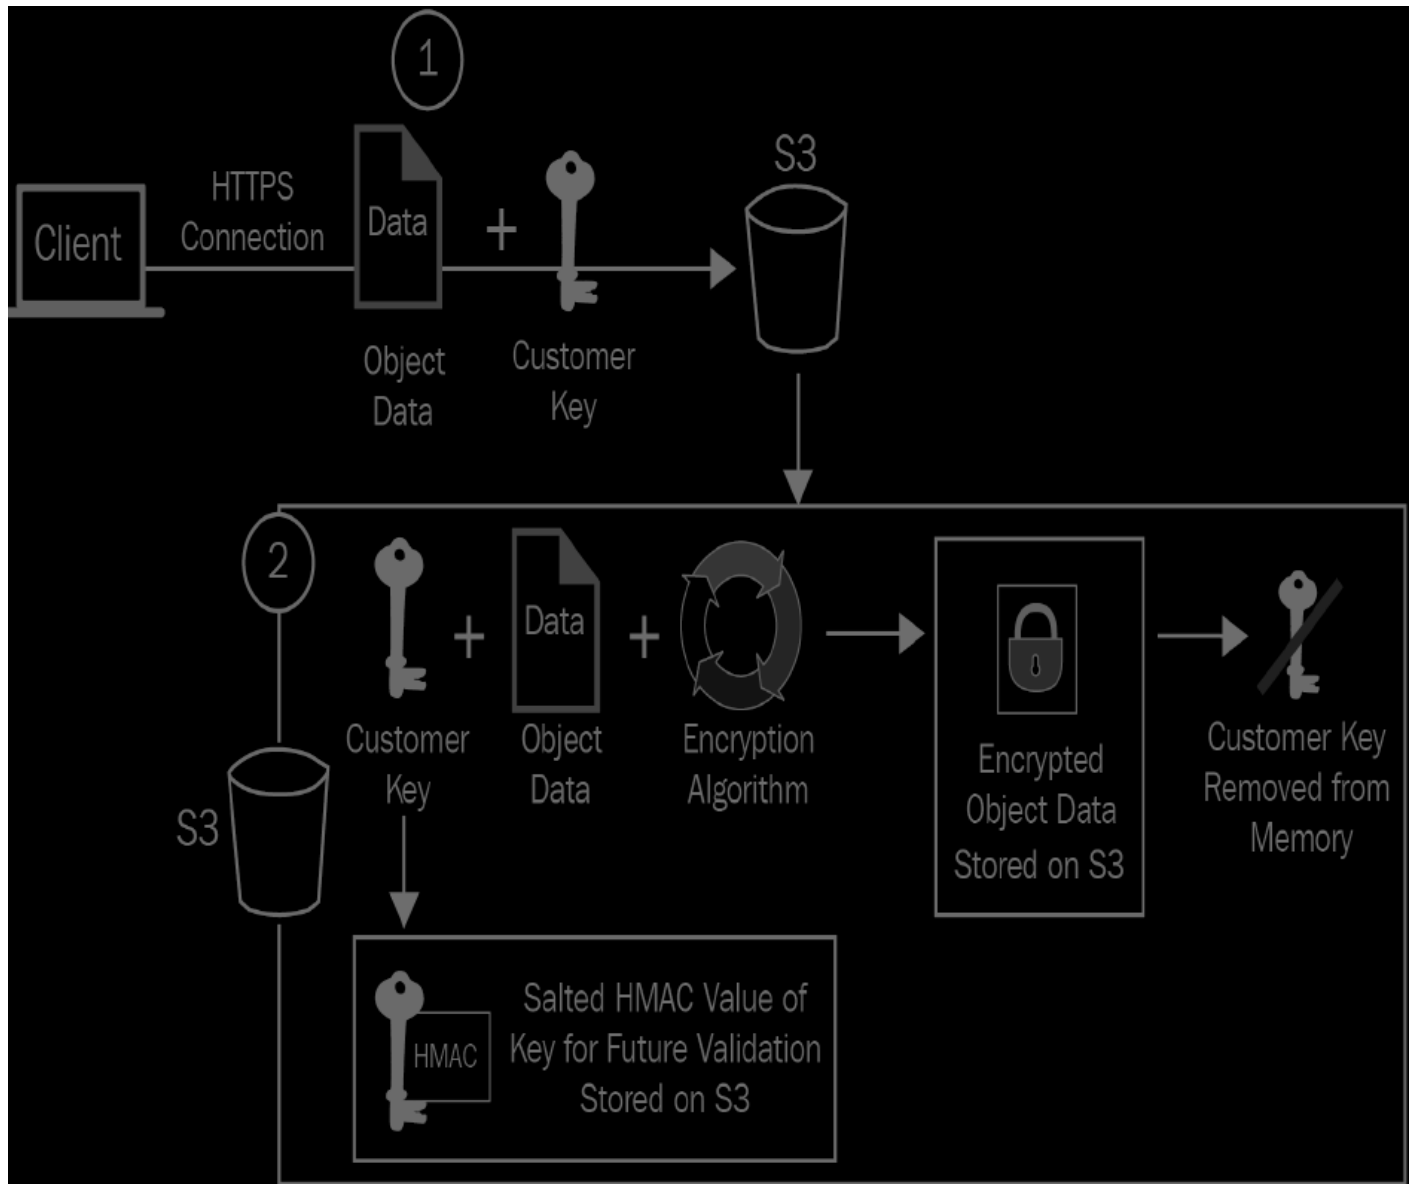 1
S3
HTTPS
Connection
Client
Data
+
Object
Data
Customer
Key
2
+
Data
+
Customer
Key
Object
Data
Encryption
Algorithm
Encrypted
Object Data
Stored on S3
Customer Key
Removed from
Memory
S3
HMAC
Salted HMAC Value of
Key for Future Validation
Stored on S3